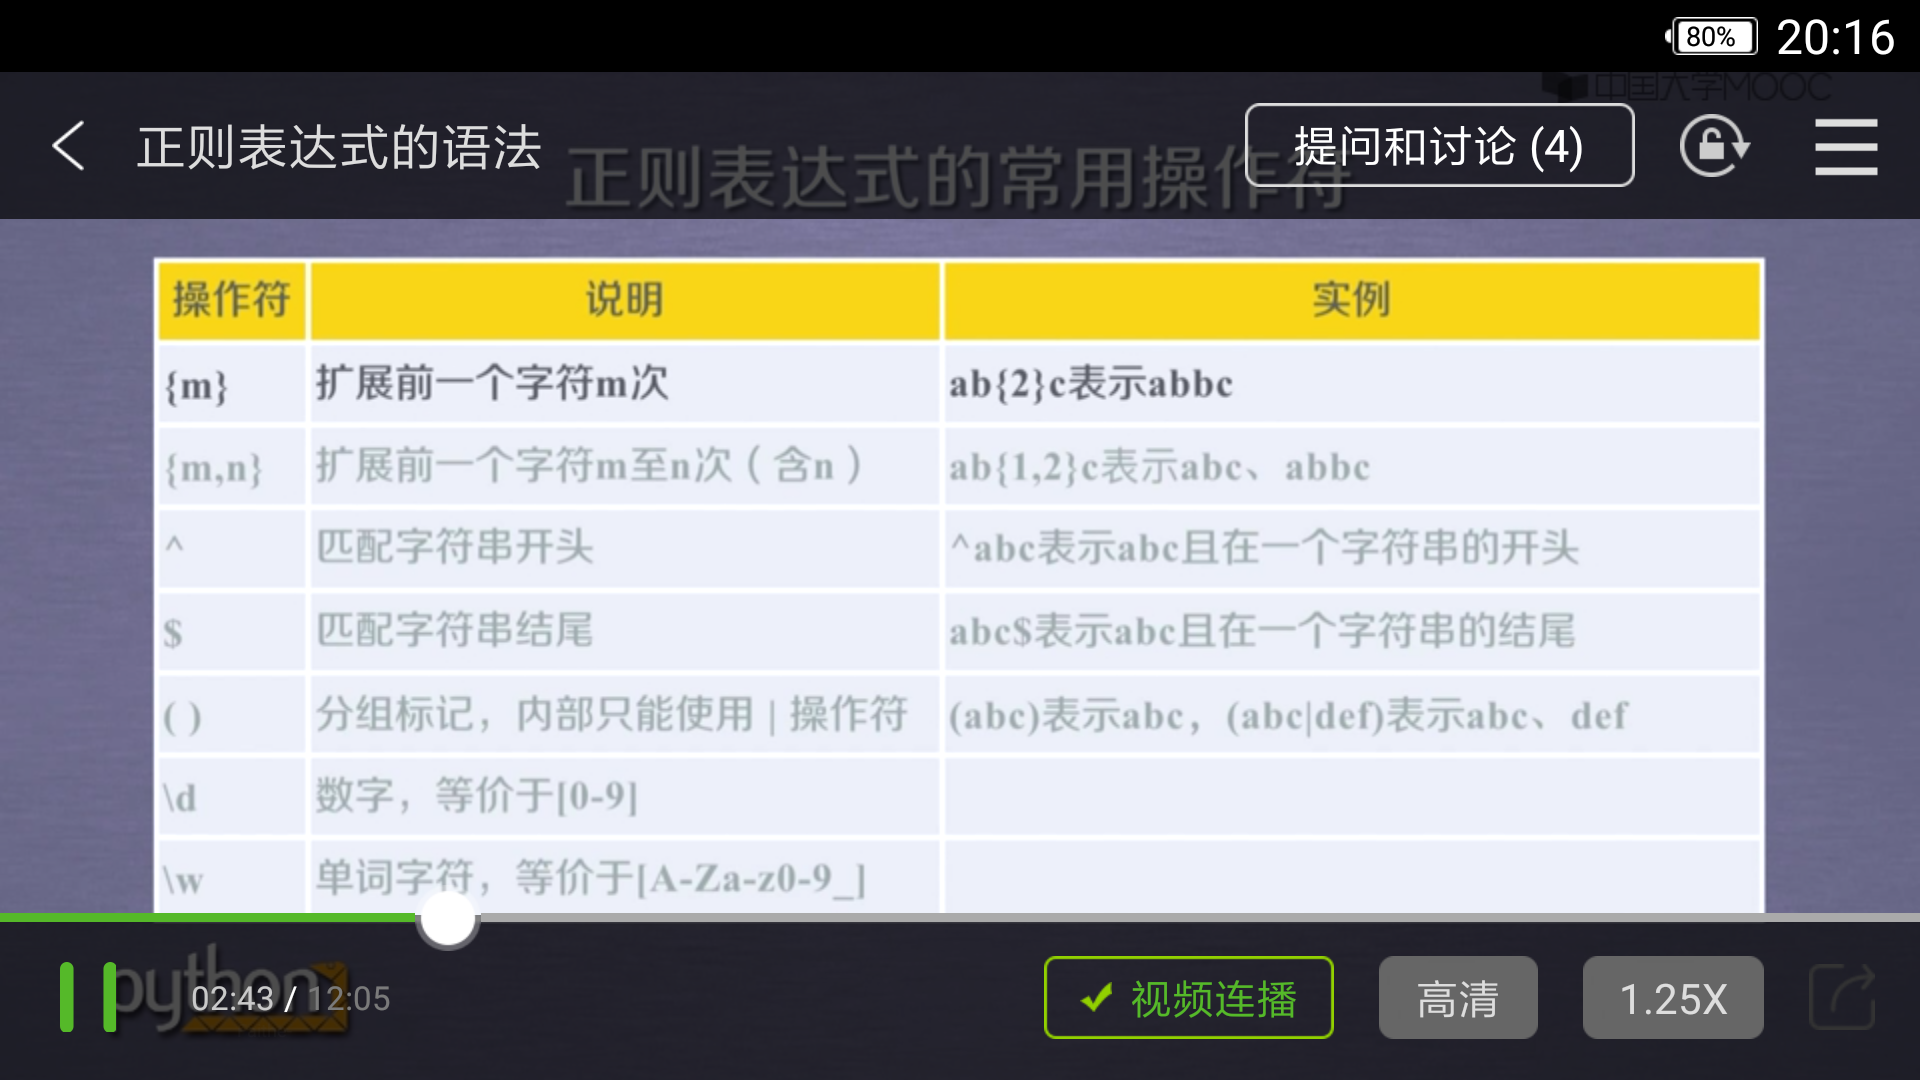 80% 20:16
中国大学MOOC
正则表达式的语法
提问和讨论 (4)
正则表达式的常用操作符
操作符 说明 实例
{m} 扩展前一个字符m次 ab{2}c表示abbc
{m,n} 扩展前一个字符m至n次（含n） ab{1,2}c表示abc、abbc
^ 匹配字符串开头 ^abc表示abc且在一个字符串的开头
$ 匹配字符串结尾 abc$表示abc且在一个字符串的结尾
( ) 分组标记，内部只能使用 | 操作符 (abc)表示abc，(abc|def)表示abc、def
\d 数字，等价于[0-9]
\w 单词字符，等价于[A-Za-z0-9_]
python
02:43 / 12:05
视频连播 高清 1.25X